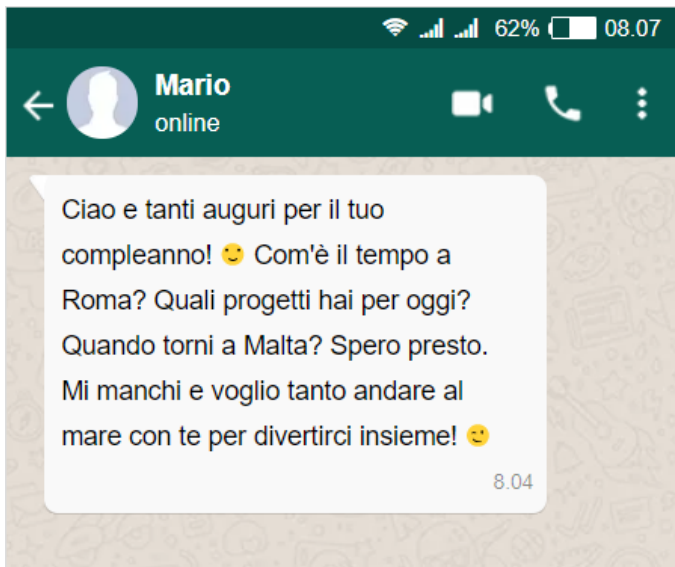 62% 08.07
Mario
online
Ciao e tanti auguri per il tuo
compleanno! 🙂 Com'è il tempo a
Roma? Quali progetti hai per oggi?
Quando torni a Malta? Spero presto.
Mi manchi e voglio tanto andare al
mare con te per divertirci insieme! 😉
8.04